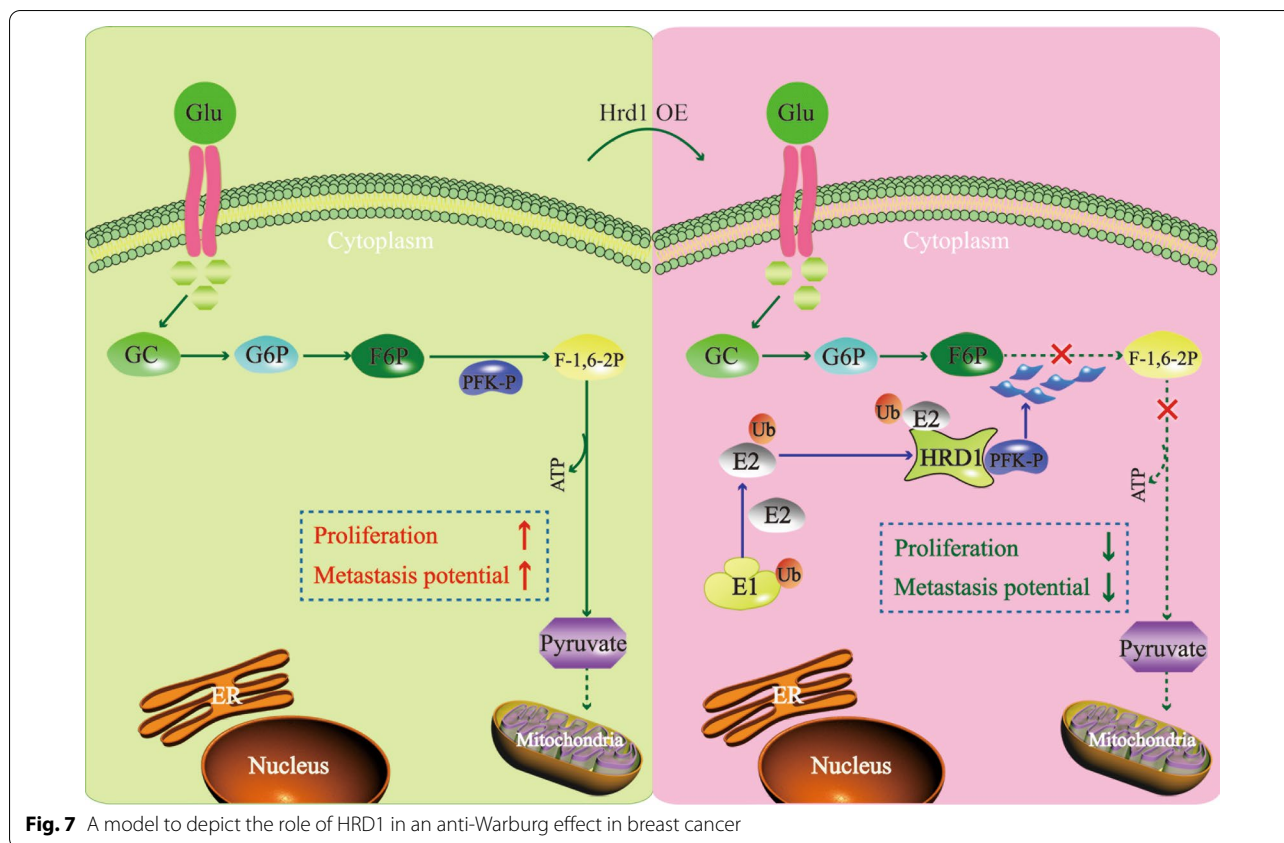 Glu
Cytoplasm
GC
G6P
F6P
PFK-P
F-1,6-2P
ATP
Proliferation ↑
Metastasis potential ↑
Pyruvate
ER
Nucleus
Mitochondria
Hrd1 OE
Glu
Cytoplasm
GC
G6P
F6P
F-1,6-2P
Ub
E2
Ub
E2
HRD1
PFK-P
E2
E1
Ub
ATP
Proliferation ↓
Metastasis potential ↓
Pyruvate
ER
Nucleus
Mitochondria
Fig. 7 A model to depict the role of HRD1 in an anti-Warburg effect in breast cancer